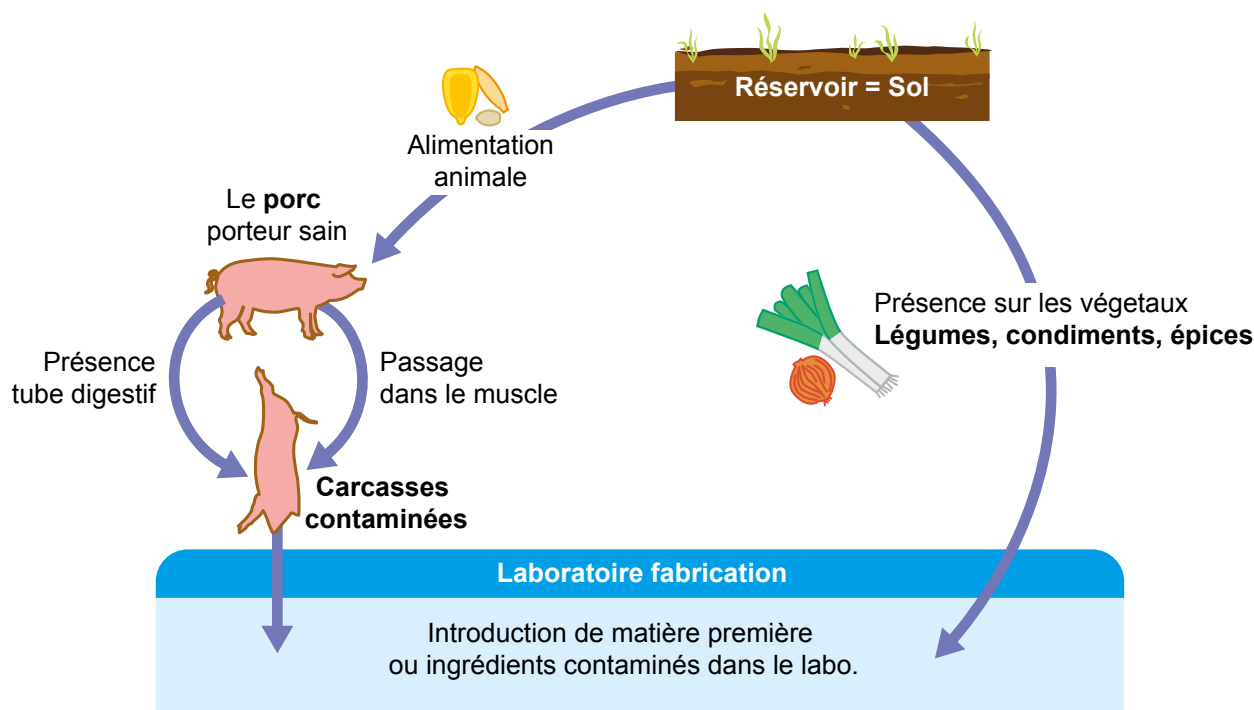 Réservoir = Sol
Alimentation
animale
Le porc
porteur sain
Présence
tube digestif
Passage
dans le muscle
Carcasses
contaminées
Présence sur les végetaux
Légumes, condiments, épices
Laboratoire fabrication
Introduction de matière première
ou ingrédients contaminés dans le labo.